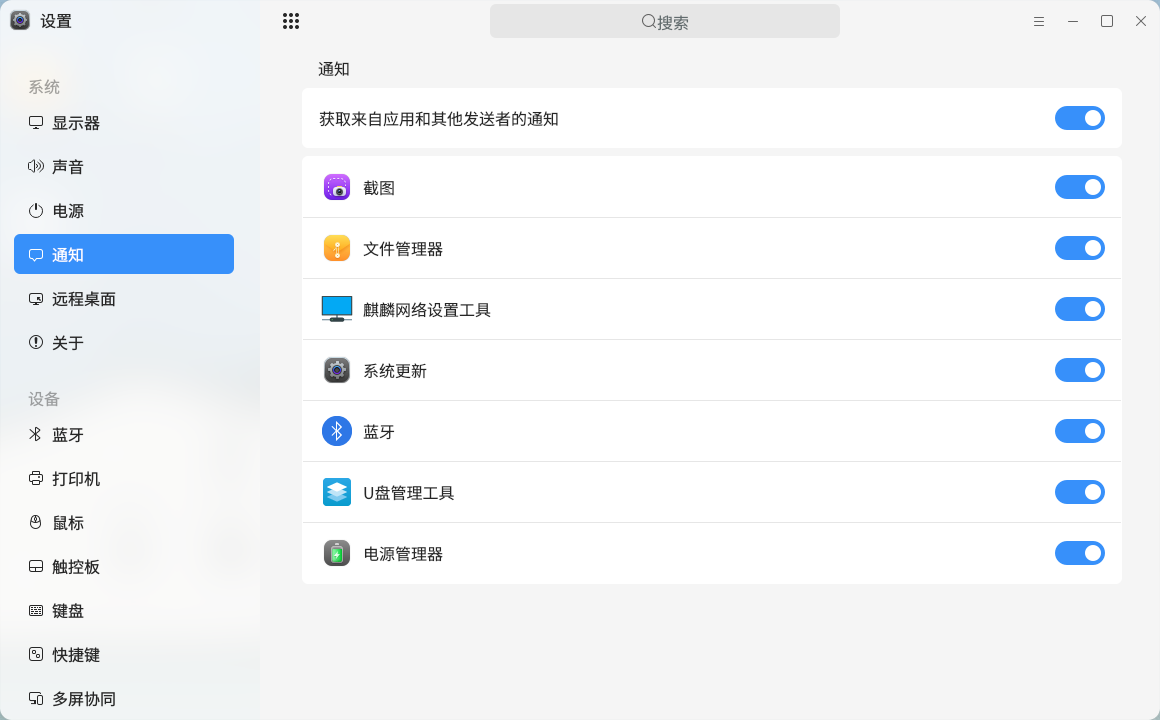 设置
搜索
系统
显示器
声音
电源
通知
远程桌面
关于
设备
蓝牙
打印机
鼠标
触控板
键盘
快捷键
多屏协同
通知
获取来自应用和其他发送者的通知
截图
文件管理器
麒麟网络设置工具
系统更新
蓝牙
U盘管理工具
电源管理器